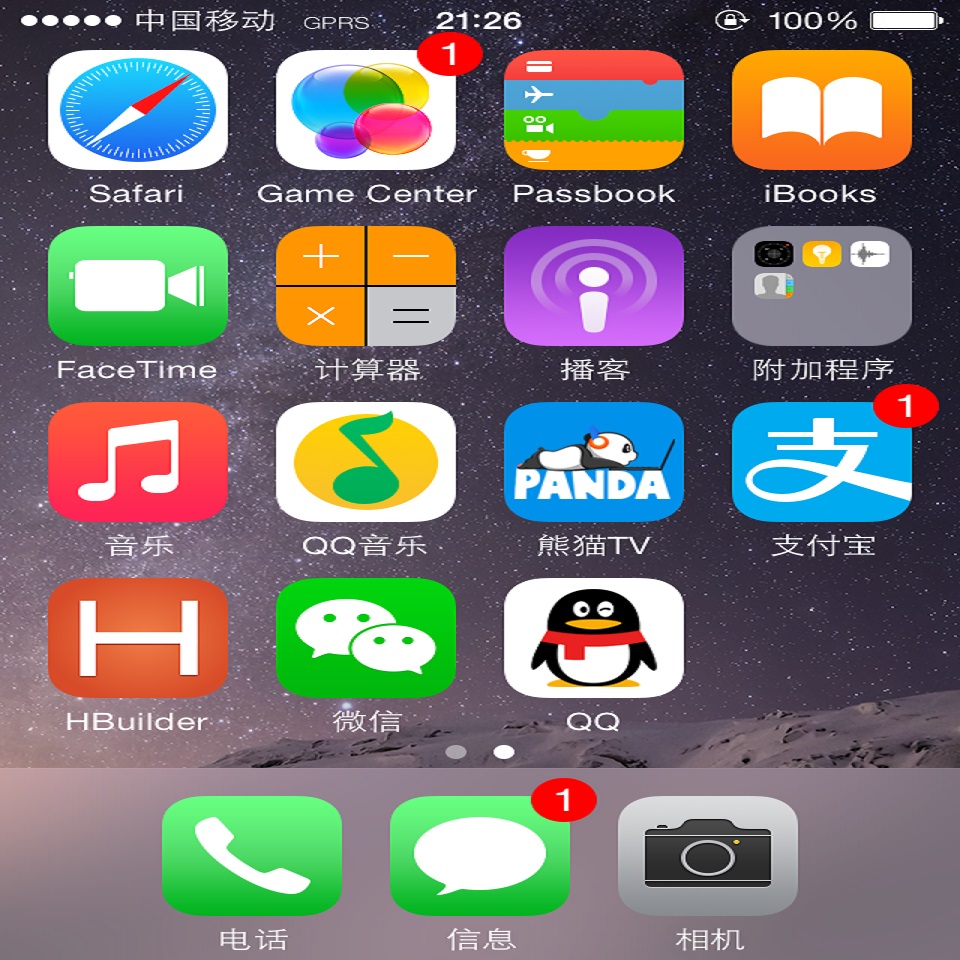 中国移动 GPRS 21:26 100%
1
Safari Game Center Passbook iBooks
FaceTime 计算器 播客 附加程序
1
支
PANDA
音乐 QQ音乐 熊猫TV 支付宝
H
HBuilder 微信 QQ
1
电话 信息 相机